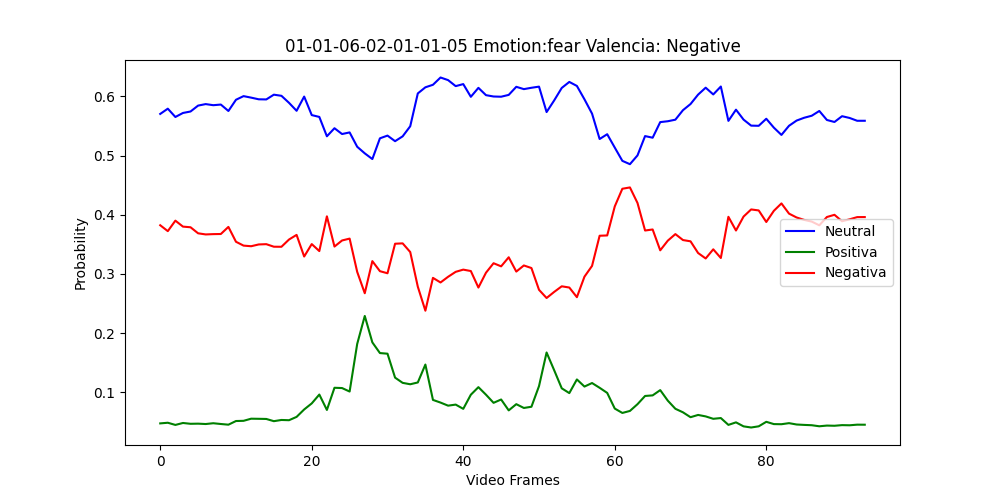 01-01-06-02-01-01-05 Emotion:fear Valencia: Negative
Probability
0.6
0.5
0.4
0.3
0.2
0.1
Neutral
Positiva
Negativa
0 20 40 60 80
Video Frames